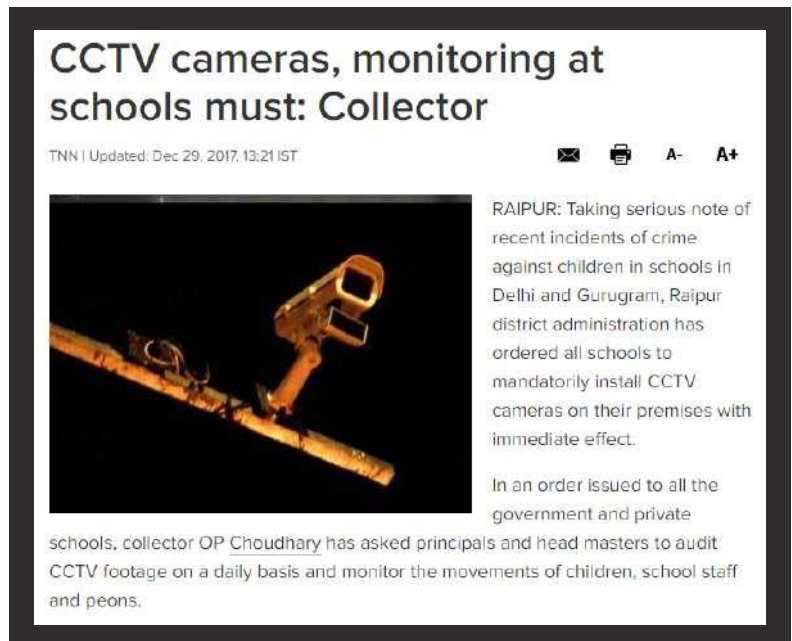 CCTV cameras, monitoring at
schools must: Collector
TNN | Updated: Dec 29, 2017, 13:21 IST
A- A+
RAIPUR: Taking serious note of
recent incidents of crime
against children in schools in
Delhi and Gurugram, Raipur
district administration has
ordered all schools to
mandatorily install CCTV
cameras on their premises with
immediate effect.
In an order issued to all the
government and private
schools, collector OP Choudhary has asked principals and head masters to audit
CCTV footage on a daily basis and monitor the movements of children, school staff
and peons.